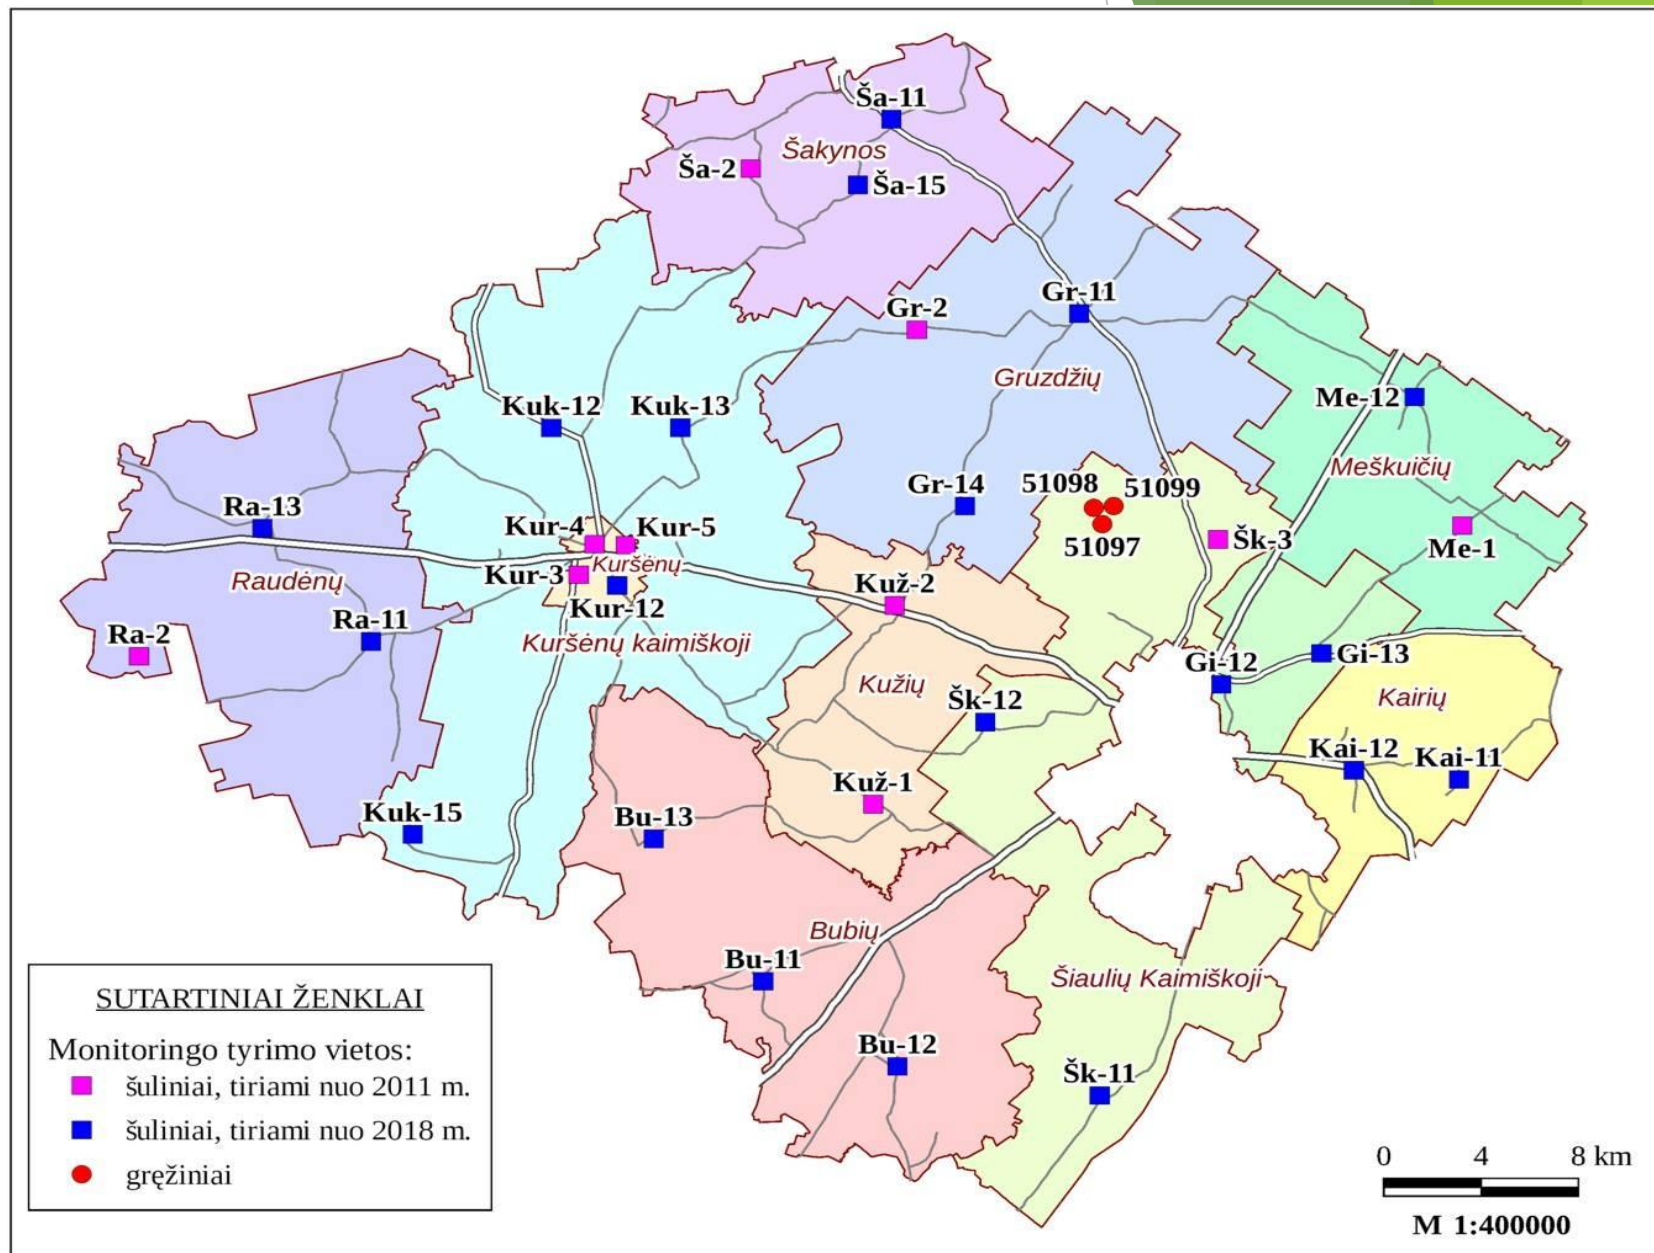 Ša-11
Šakynos
Ša-2
Ša-15
Gr-2
Gr-11
Gruzdžių
Me-12
Kuk-12
Kuk-13
Meškuičių
Gr-14
51098
51099
51097
Ra-13
Kur-4
Kur-5
Šk-3
Me-1
Kuršėnų
Kur-3
Raudėnų
Kur-12
Kuž-2
Ra-11
Ra-2
Kuršėnų kaimiškoji
Gi-12
Gi-13
Kužių
Šk-12
Kairių
Kai-12
Kai-11
Kuž-1
Kuk-15
Bu-13
Bubių
Bu-11
Šiaulių Kaimiškoji
Bu-12
Šk-11
SUTARTINIAI ŽENKLAI
Monitoringo tyrimo vietos:
šuliniai, tiriami nuo 2011 m.
šuliniai, tiriami nuo 2018 m.
gręžiniai
0 4 8 km
M 1:400000